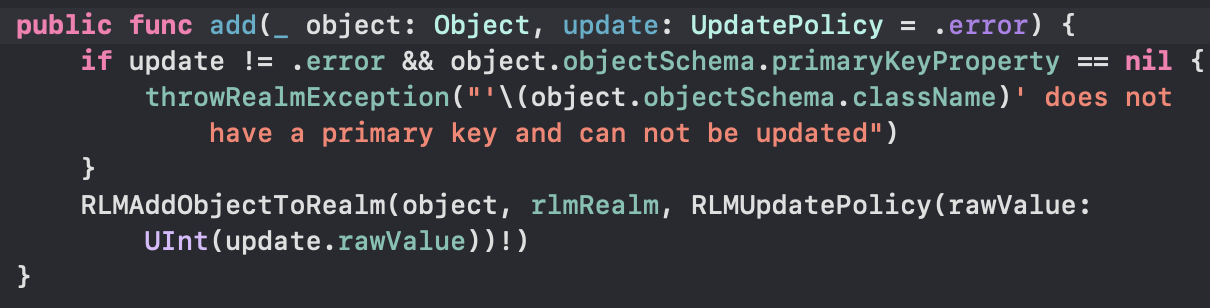 public func add(_ object: Object, update: UpdatePolicy = .error) {
    if update != .error && object.objectSchema.primaryKeyProperty == nil {
        throwRealmException("'\(object.objectSchema.className)' does not
            have a primary key and can not be updated")
    }
    RLMAddObjectToRealm(object, rlmRealm, RLMUpdatePolicy(rawValue:
        UInt(update.rawValue))!)
}